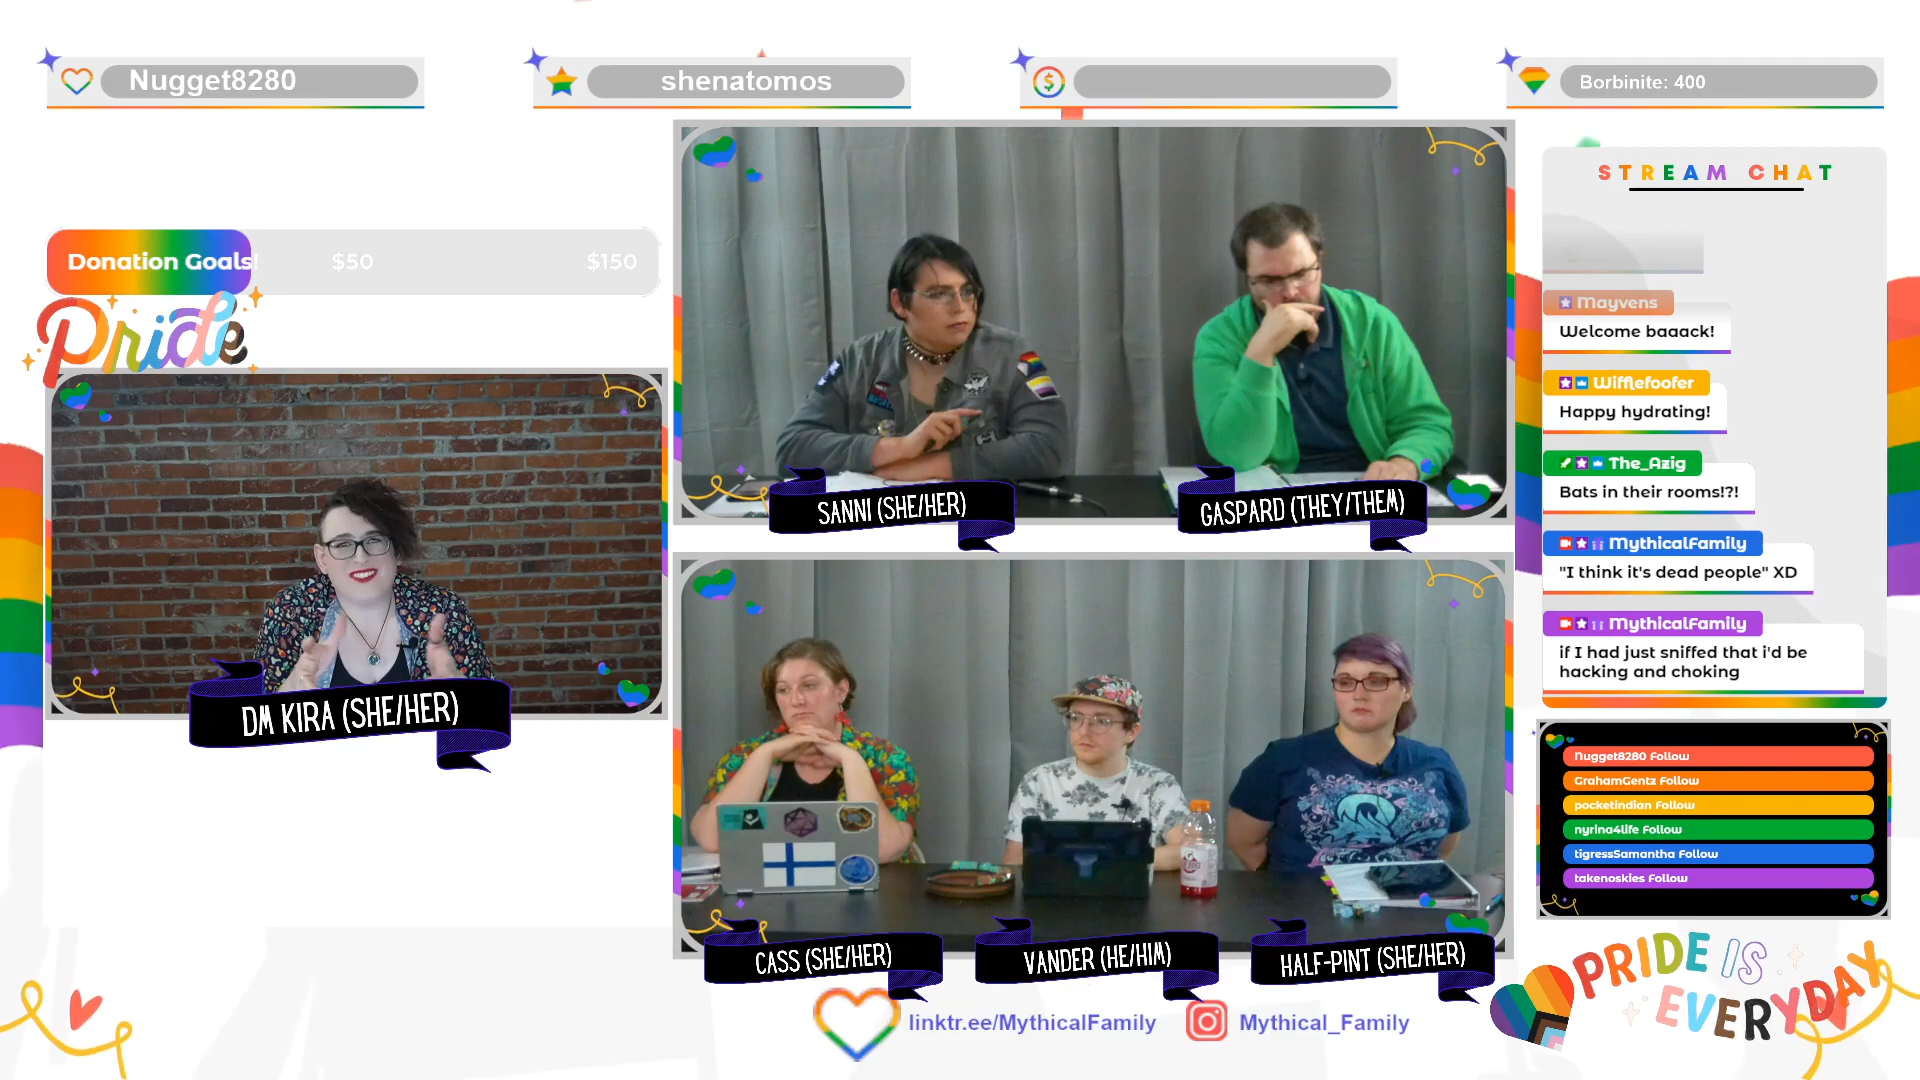 Nugget8280
shenatomos
Borbinite: 400
Donation Goals!
$50
$150
Pride
DM KIRA (SHE/HER)
SANNI (SHE/HER)
GASPARD (THEY/THEM)
CASS (SHE/HER)
VANDER (HE/HIM)
HALF-PINT (SHE/HER)
STREAM CHAT
Mayvens
Welcome baaack!
Wifflefoofer
Happy hydrating!
The_Azig
Bats in their rooms!?!
MythicalFamily
"I think it's dead people" XD
MythicalFamily
if I had just sniffed that i'd be
hacking and choking
Nugget8280 Follow
GrahamGentz Follow
pocketindian Follow
nyrina4life Follow
tigressSamantha Follow
takenoskies Follow
linktr.ee/MythicalFamily
Mythical_Family
PRIDE IS
EVERYDAY